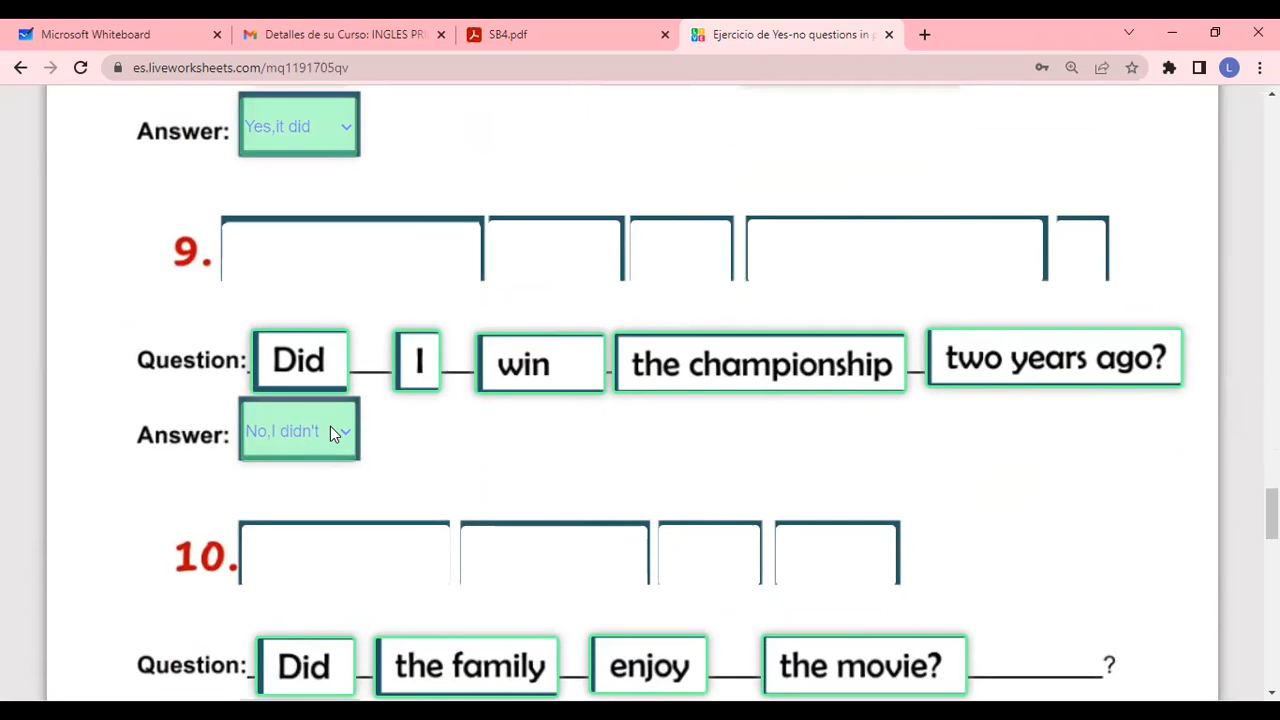 Microsoft Whiteboard
Detalles de su Curso: INGLES PRI
SB4.pdf
Ejercicio de Yes-no questions in p
es.liveworksheets.com/mq1191705qv
L
Answer: Yes,it did
9.
Question: Did I win the championship two years ago?
Answer: No,I didn't
10.
Question: Did the family enjoy the movie? ?